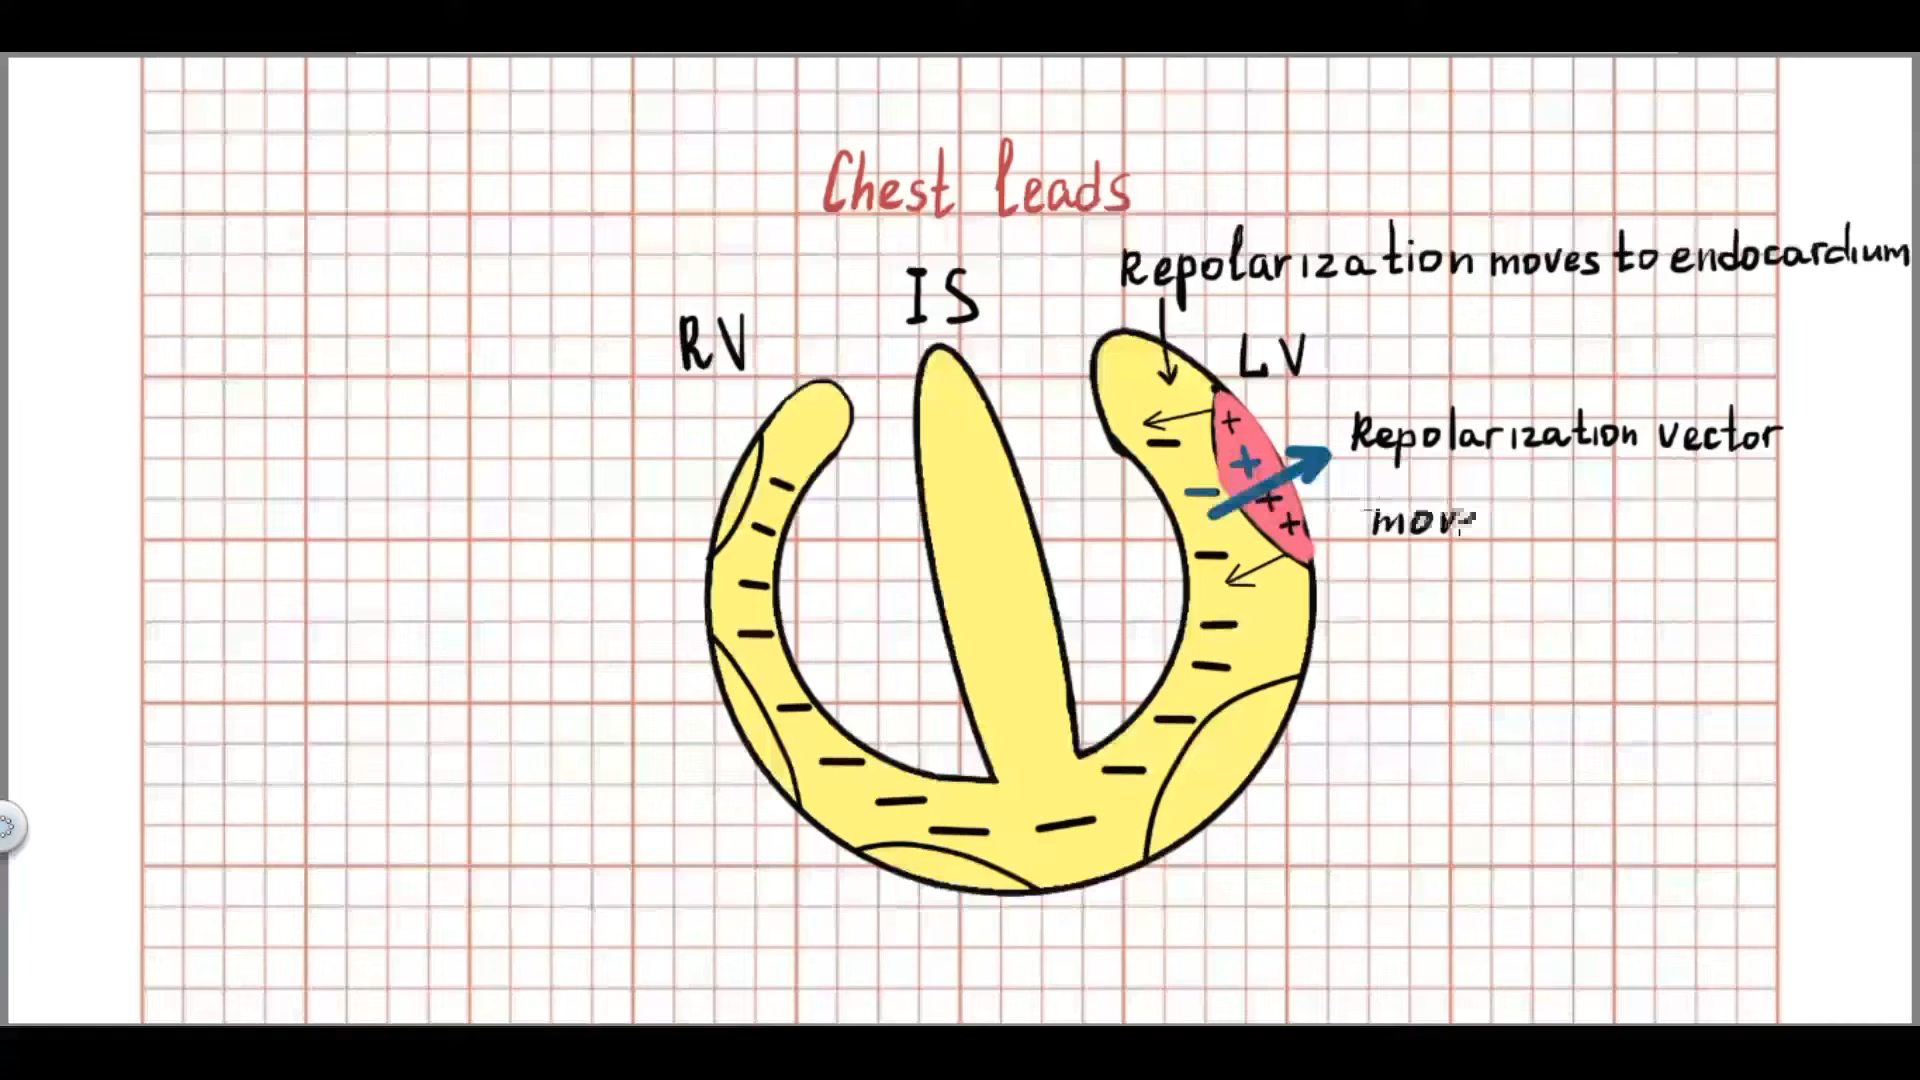 Chest leads
Repolarization moves to endocardium
IS
RV
LV
Repolarization vector